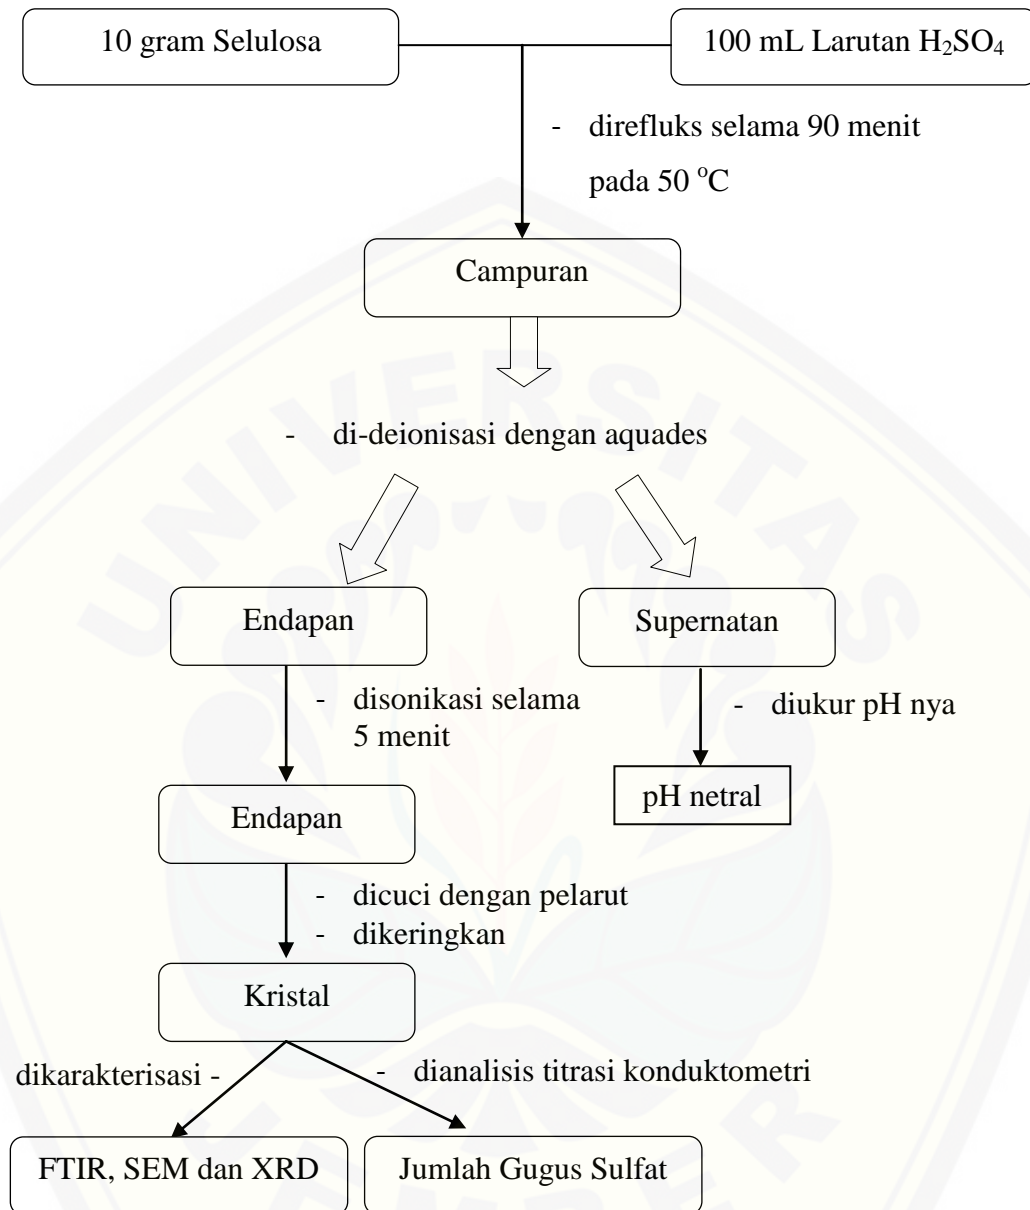 10 gram Selulosa
100 mL Larutan H₂SO₄
- direfluks selama 90 menit
pada 50 °C
Campuran
- di-deionisasi dengan aquades
Endapan
Supernatan
- disonikasi selama
5 menit
- diukur pH nya
Endapan
pH netral
- dicuci dengan pelarut
- dikeringkan
Kristal
dikarakterisasi -
- dianalisis titrasi konduktometri
FTIR, SEM dan XRD
Jumlah Gugus Sulfat
UNIVERSITAS
JEMBER